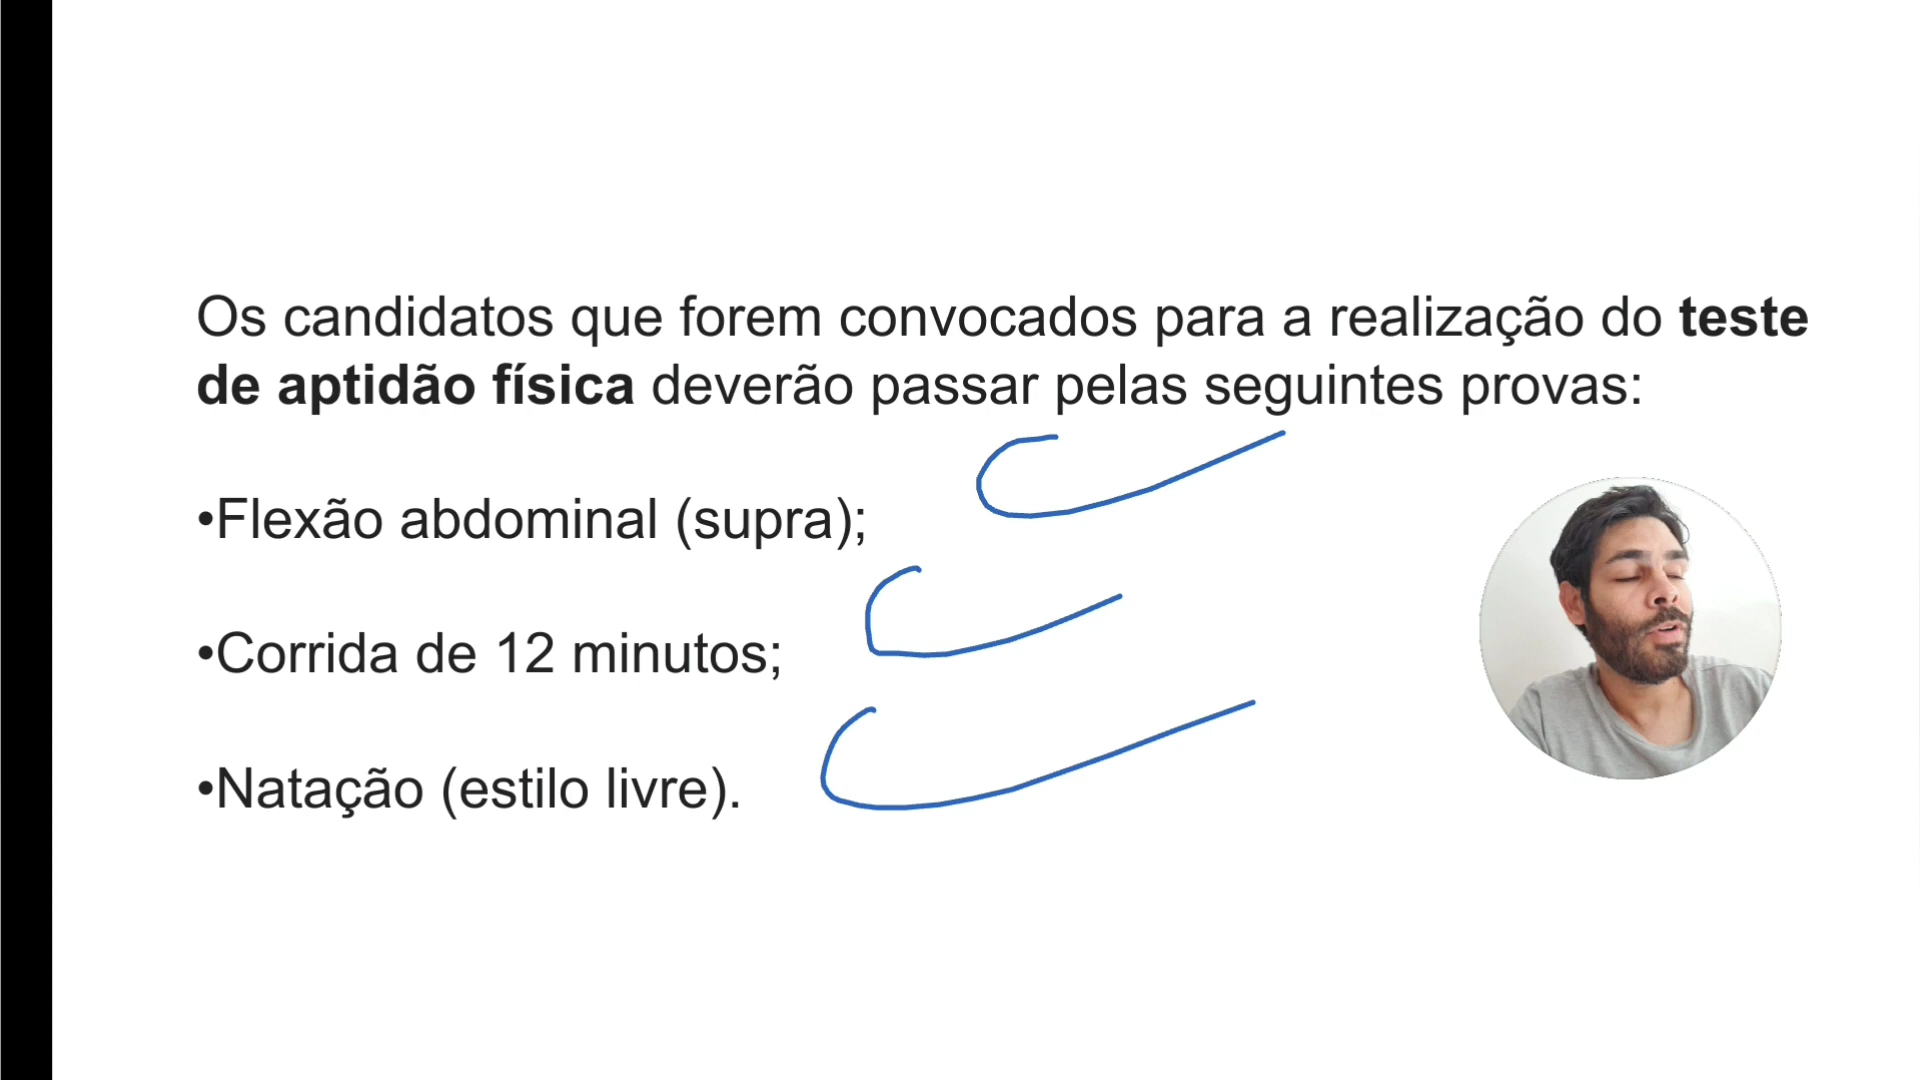 Os candidatos que forem convocados para a realização do teste
de aptidão física deverão passar pelas seguintes provas:
•Flexão abdominal (supra);
•Corrida de 12 minutos;
•Natação (estilo livre).